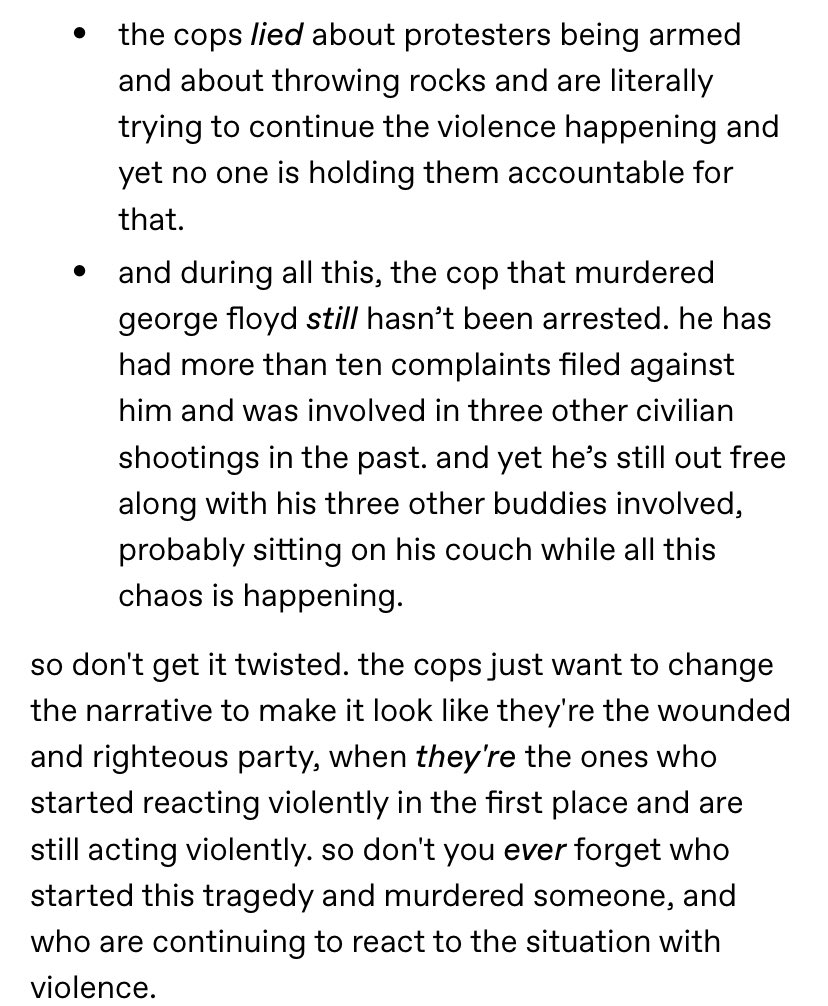 • the cops lied about protesters being armed
and about throwing rocks and are literally
trying to continue the violence happening and
yet no one is holding them accountable for
that.
• and during all this, the cop that murdered
george floyd still hasn’t been arrested. he has
had more than ten complaints filed against
him and was involved in three other civilian
shootings in the past. and yet he’s still out free
along with his three other buddies involved,
probably sitting on his couch while all this
chaos is happening.
so don't get it twisted. the cops just want to change
the narrative to make it look like they're the wounded
and righteous party, when they're the ones who
started reacting violently in the first place and are
still acting violently. so don't you ever forget who
started this tragedy and murdered someone, and
who are continuing to react to the situation with
violence.